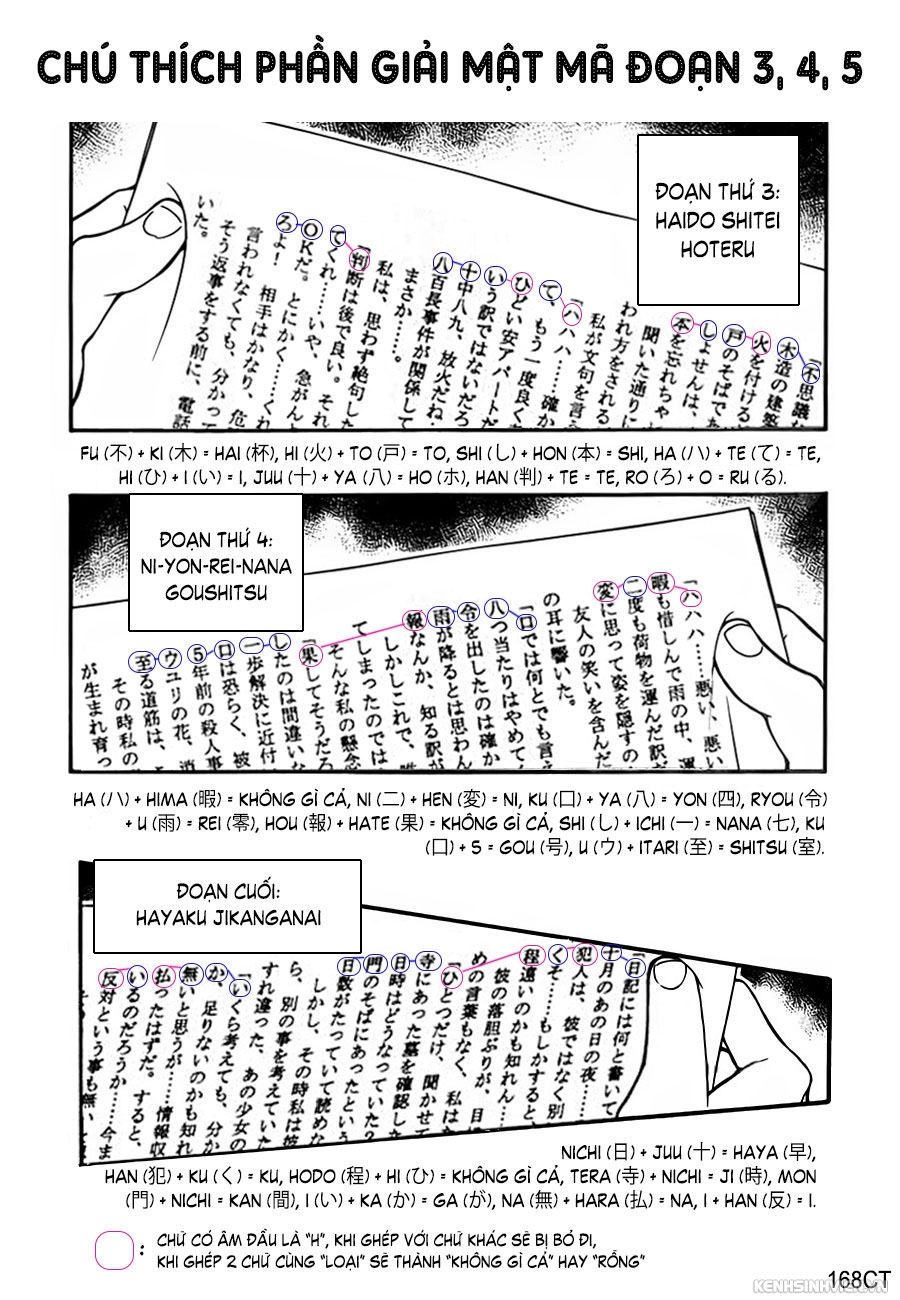 CHÚ THÍCH PHẦN GIẢI MẬT MÃ ĐOẠN 3, 4, 5
ĐOẠN THỨ 3:
HAIDO SHITEI
HOTERU
「不思議な
木造の建築
火を付ける
戸のそばであ
しょせんは、
本を忘れちゃ
聞いた通りに
われ方をされる
私が文句を言う
「ハハハ……確か
て、もう一度良く
ひどい安アパートだ
いう訳ではないだろ
十中八九、放火だね
八百長事件が関係して
まさか……。
私は、思わず絶句した
「判断は後で良い。それ
てくれ……いや、急がん
OKだ。とにかく……くれ
ろよ! 相手はかなり、危
言われなくても、分かっ
そう返事をする前に、電話
いた。
FU (不) + KI (木) = HAI (杯), HI (火) + TO (戸) = TO, SHI (し) + HON (本) = SHI, HA (ハ) + TE (て) = TE,
HI (ひ) + I (い) = I, JUU (十) + YA (八) = HO (ホ), HAN (判) + TE = TE, RO (ろ) + O = RU (る).
ĐOẠN THỨ 4:
NI-YON-REI-NANA
GOUSHITSU
「ハハハ……悪い、悪い
暇も惜しんで雨の中、運
二度も荷物を運んだ訳だ
変に思って姿を隠すの
友人の笑いを含んだ
の耳に響いた。
「口では何とでも言え
八つ当たりはやめて
令を出したのは確か
雨が降るとは思わん
報なんか、知る訳が
しかしこれで、
てしまったのでは
そんな私の懸念
「果してそうだろ
したのは間違いな
一歩解決に近付
口は恐らく、被
5年前の殺人事
ウユリの花、消
至る道筋は、
その時私の
が生まれ育っ
HA (ハ) + HIMA (暇) = KHÔNG GÌ CẢ, NI (二) + HEN (変) = NI, KU (口) + YA (八) = YON (四), RYOU (令)
+ U (雨) = REI (零), HOU (報) + HATE (果) = KHÔNG GÌ CẢ, SHI (し) + ICHI (一) = NANA (七), KU
(口) + 5 = GOU (号), U (ウ) + ITARI (至) = SHITSU (室).
ĐOẠN CUỐI:
HAYAKU JIKANGANAI
「日記には何と書いて
十月のあの日の夜……
犯人は、彼ではなく別
くそ……もしかすると、
程遠いのかも知れん……
彼の落胆ぶりが、目
めの言葉もなく、私は
「ひとつだけ、聞かせて
寺にあった墓を確認した
日時はどうなっていた?
門のそばにあったという
日数がたっていて読めな
しかし、その時私は彼
ら、別の事を考えていた
すれ違った、あの少女の
「いくら考えても、分か
か、足りないのかも知れ
無いと思うが……情報収
払ったはずだ。すると、
いるのだろうか……今ま
反対という事も無い
NICHI (日) + JUU (十) = HAYA (早),
HAN (犯) + KU (く) = KU, HODO (程) + HI (ひ) = KHÔNG GÌ CẢ, TERA (寺) + NICHI = JI (時), MON
(門) + NICHI = KAN (間), I (い) + KA (か) = GA (が), NA (無) + HARA (払) = NA, I + HAN (反) = I.
: CHỮ CÓ ÂM ĐẦU LÀ "H", KHI GHÉP VỚI CHỮ KHÁC SẼ BỊ BỎ ĐI,
KHI GHÉP 2 CHỮ CÙNG "LOẠI" SẼ THÀNH "KHÔNG GÌ CẢ" HAY "RỖNG"
168CT
KENHSINHVIEN.VN